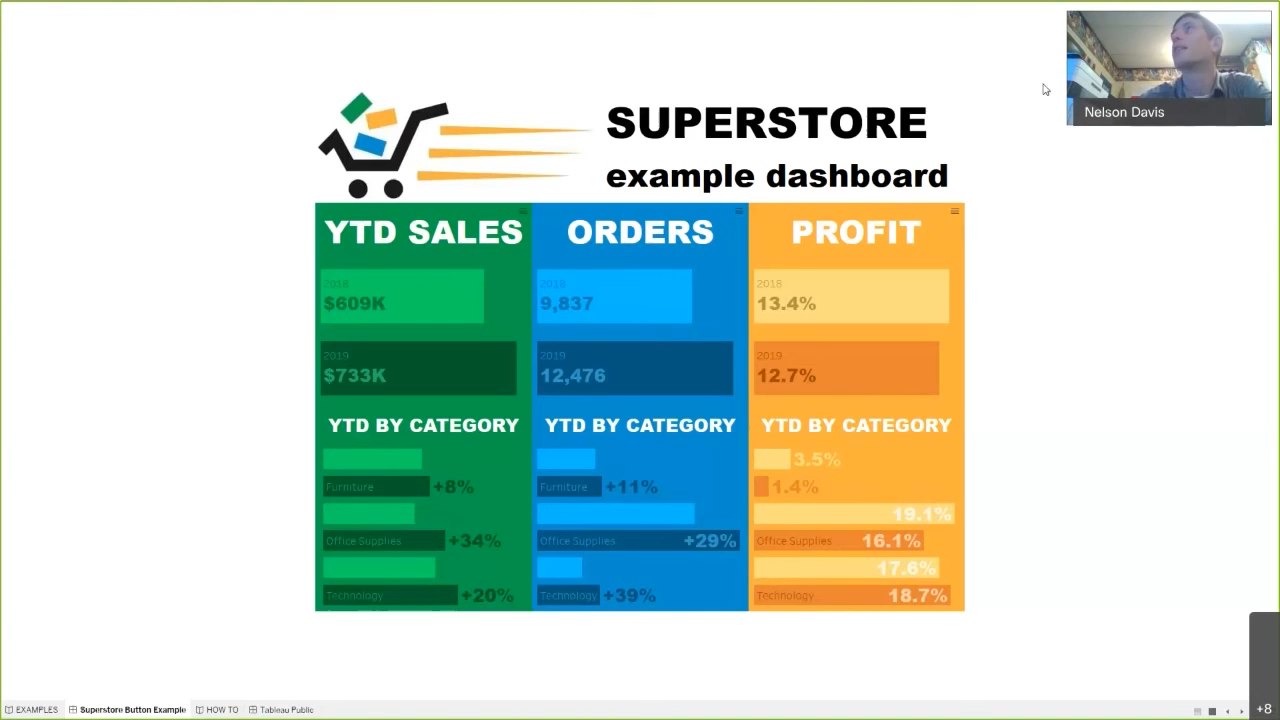 Nelson Davis
SUPERSTORE
example dashboard
YTD SALES
2018
$609K
2019
$733K
YTD BY CATEGORY
Furniture +8%
Office Supplies +34%
Technology +20%
ORDERS
2018
9,837
2019
12,476
YTD BY CATEGORY
Furniture +11%
Office Supplies +29%
Technology +39%
PROFIT
2018
13.4%
2019
12.7%
YTD BY CATEGORY
3.5%
1.4%
19.1%
Office Supplies 16.1%
17.6%
Technology 18.7%
EXAMPLES Superstore Button Example HOW TO Tableau Public
+8